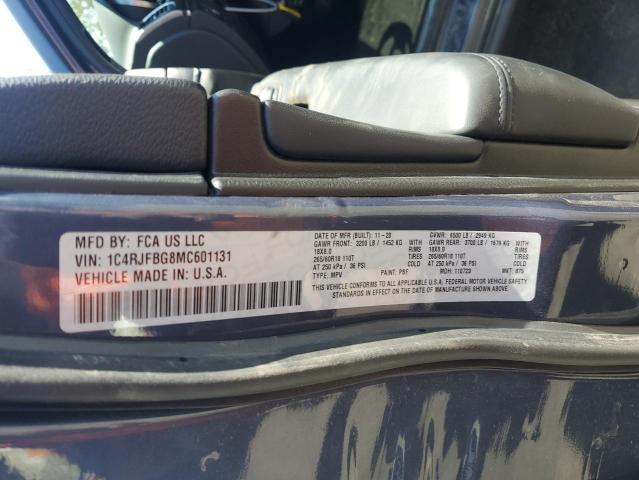 MFD BY: FCA US LLC
VIN: 1C4RJFBG8MC601131
VEHICLE MADE IN: U.S.A.
DATE OF MFR (BUILT): 11-20
GAWR FRONT: 3200 LB / 1452 KG
18X8.0
265/60R18 110T
AT 250 KPA / 36 PSI
TYPE: MPV
PAINT: PBF
WITH
RIMS
TIRES
COLD
GVWR: 6500 LB / 2949 KG
GAWR REAR: 3700 LB / 1678 KG
18X8.0
265/60R18 110T
AT 250 KPA / 36 PSI
MDH: 110723
WITH
RIMS
TIRES
COLD
MKT: 875
THIS VEHICLE CONFORMS TO ALL APPLICABLE U.S.A. FEDERAL MOTOR VEHICLE SAFETY
STANDARDS IN EFFECT ON THE DATE OF MANUFACTURE SHOWN ABOVE.